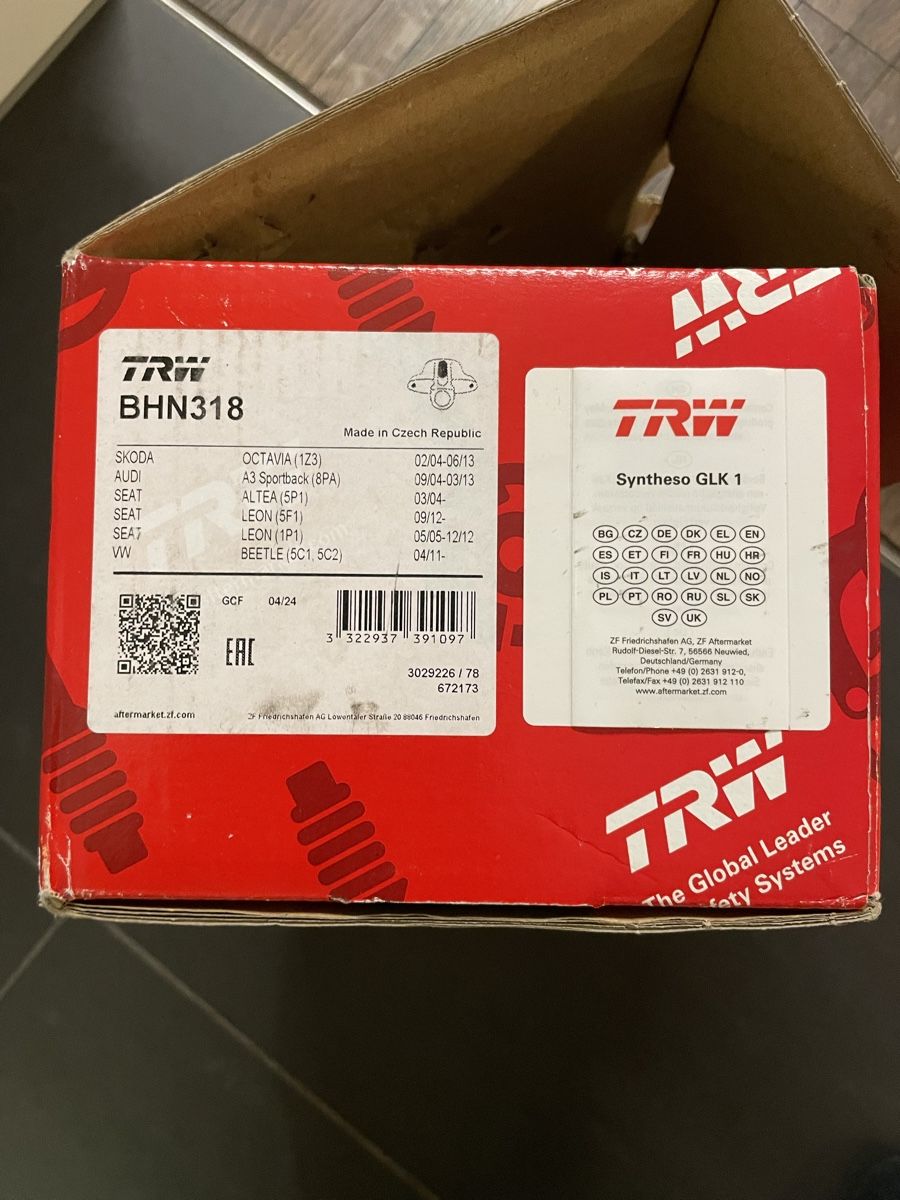 TRW
TRW
BHN318
Made in Czech Republic
SKODA OCTAVIA (1Z3) 02/04-06/13
AUDI A3 Sportback (8PA) 09/04-03/13
SEAT ALTEA (5P1) 03/04-
SEAT LEON (5F1) 09/12-
SEAT LEON (1P1) 05/05-12/12
VW BEETLE (5C1, 5C2) 04/11-
GCF 04/24
EAC
3 322937 391097
3029226 / 78
672173
aftermarket.zf.com
ZF Friedrichshafen AG Löwentaler Straße 20 88046 Friedrichshafen
TRW
Syntheso GLK 1
BG CZ DE DK EL EN
ES ET FI FR HU HR
IS IT LT LV NL NO
PL PT RO RU SL SK
SV UK
ZF Friedrichshafen AG, ZF Aftermarket
Rudolf-Diesel-Str. 7, 56566 Neuwied,
Deutschland/Germany
Telefon/Phone +49 (0) 2631 912-0,
Telefax/Fax +49 (0) 2631 912 110
www.aftermarket.zf.com
TRW
The Global Leader
fety Systems